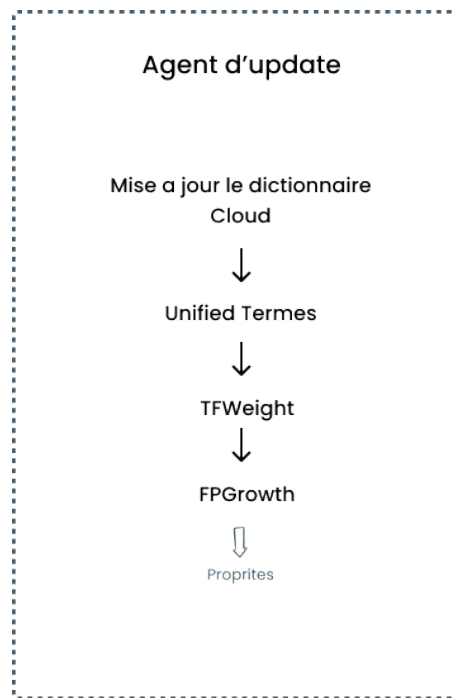 Agent d’update
Mise a jour le dictionnaire
Cloud
Unified Termes
TFWeight
FPGrowth
Proprites